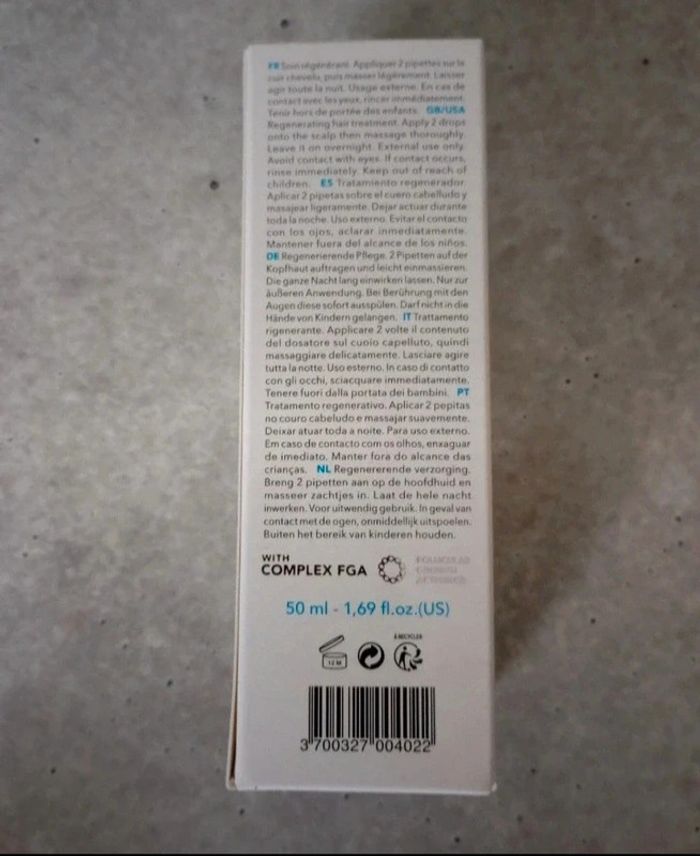 FR Soin régénérant. Appliquer 2 pipettes sur le
cuir chevelu, puis masser légèrement. Laisser
agir toute la nuit. Usage externe. En cas de
contact avec les yeux, rincer immédiatement.
Tenir hors de portée des enfants. GB/USA
Regenerating hair treatment. Apply 2 drops
onto the scalp then massage thoroughly.
Leave it on overnight. External use only.
Avoid contact with eyes. If contact occurs,
rinse immediately. Keep out of reach of
children. ES Tratamiento regenerador.
Aplicar 2 pipetas sobre el cuero cabelludo y
masajear ligeramente. Dejar actuar durante
toda la noche. Uso externo. Evitar el contacto
con los ojos, aclarar inmediatamente.
Mantener fuera del alcance de los niños.
DE Regenerierende Pflege. 2 Pipetten auf der
Kopfhaut auftragen und leicht einmassieren.
Die ganze Nacht lang einwirken lassen. Nur zur
äußeren Anwendung. Bei Berührung mit den
Augen diese sofort ausspülen. Darf nicht in die
Hände von Kindern gelangen. IT Trattamento
rigenerante. Applicare 2 volte il contenuto
del dosatore sul cuoio capelluto, quindi
massaggiare delicatamente. Lasciare agire
tutta la notte. Uso esterno. In caso di contatto
con gli occhi, sciacquare immediatamente.
Tenere fuori dalla portata dei bambini. PT
Tratamento regenerativo. Aplicar 2 pepitas
no couro cabeludo e massajar suavemente.
Deixar atuar toda a noite. Para uso externo.
Em caso de contacto com os olhos, enxaguar
de imediato. Manter fora do alcance das
crianças. NL Regenererende verzorging.
Breng 2 pipetten aan op de hoofdhuid en
masseer zachtjes in. Laat de hele nacht
inwerken. Voor uitwendig gebruik. In geval van
contact met de ogen, onmiddellijk uitspoelen.
Buiten het bereik van kinderen houden.
WITH
COMPLEX FGA
FOLLICULAR
GROWTH
ACTIVATOR
50 ml - 1,69 fl.oz.(US)
12 M
À RECYCLER
3 700327 004022